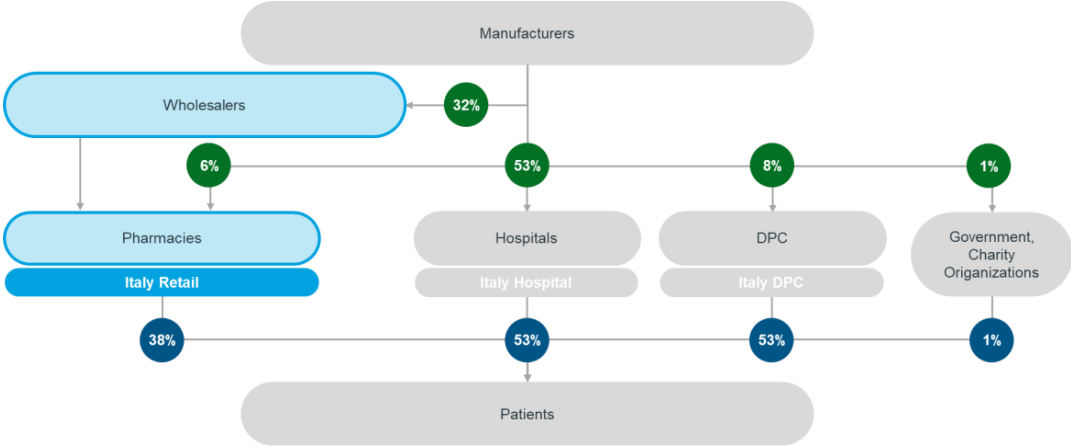 Manufacturers
Wholesalers
32%
6%
53%
8%
1%
Pharmacies
Hospitals
DPC
Government,
Charity
Origanizations
Italy Retail
Italy Hospital
Italy DPC
38%
53%
53%
1%
Patients